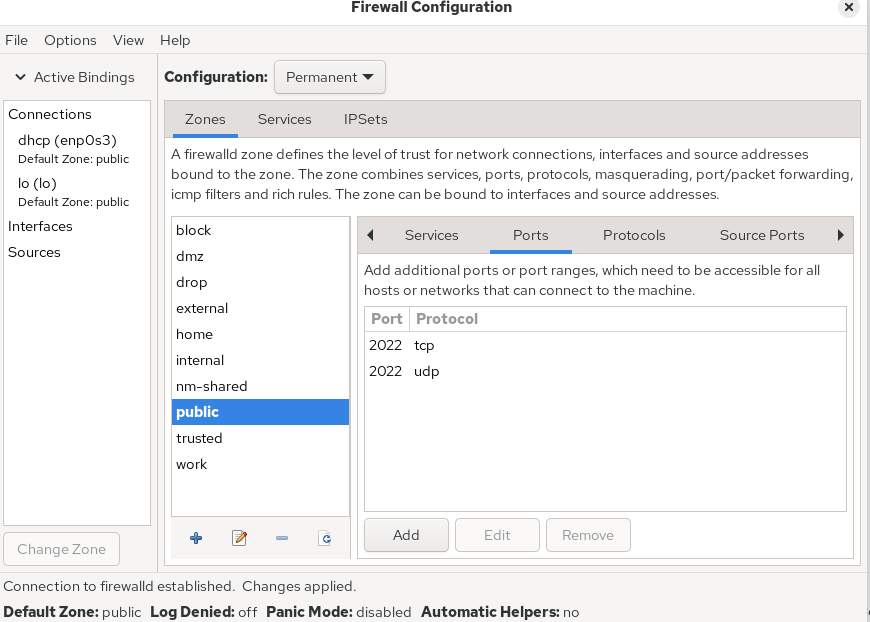 Firewall Configuration
File Options View Help
Active Bindings
Connections
dhcp (enp0s3)
Default Zone: public
lo (lo)
Default Zone: public
Interfaces
Sources
Change Zone
Configuration: Permanent
Zones Services IPSets
A firewalld zone defines the level of trust for network connections, interfaces and source addresses
bound to the zone. The zone combines services, ports, protocols, masquerading, port/packet forwarding,
icmp filters and rich rules. The zone can be bound to interfaces and source addresses.
block
dmz
drop
external
home
internal
nm-shared
public
trusted
work
Services Ports Protocols Source Ports
Add additional ports or port ranges, which need to be accessible for all
hosts or networks that can connect to the machine.
Port Protocol
2022 tcp
2022 udp
Add Edit Remove
Connection to firewalld established. Changes applied.
Default Zone: public Log Denied: off Panic Mode: disabled Automatic Helpers: no